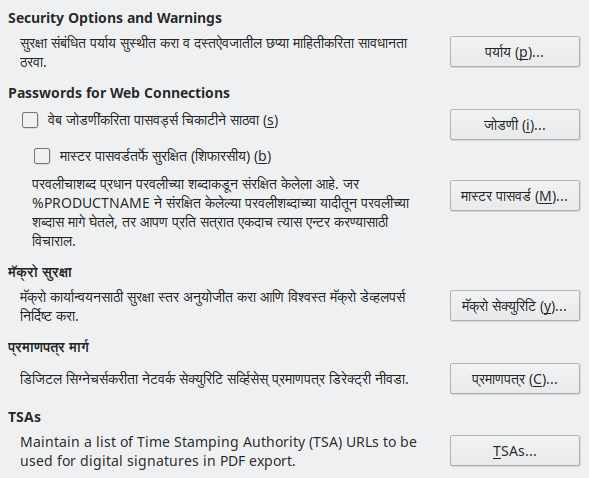 Security Options and Warnings
सुरक्षा संबंधित पर्याय सुस्थीत करा व दस्तऐवजातील छप्या माहितीकरिता सावधानता
ठरवा.
पर्याय (p)...
Passwords for Web Connections
वेब जोडणींकरिता पासवर्ड्स चिकाटीने साठवा (s)
जोडणी (i)...
मास्टर पासवर्डतर्फे सुरक्षित (शिफारसीय) (b)
परवलीचाशब्द प्रधान परवलीच्या शब्दाकडून संरक्षित केलेला आहे. जर
%PRODUCTNAME ने संरक्षित केलेल्या परवलीशब्दाच्या यादीतून परवलीच्या
शब्दास मागे घेतले, तर आपण प्रति सत्रात एकदाच त्यास एन्टर करण्यासाठी
विचाराल.
मास्टर पासवर्ड (M)...
मॅक्रो सुरक्षा
मॅक्रो कार्यान्वयनसाठी सुरक्षा स्तर अनुयोजीत करा आणि विश्वस्त मॅक्रो डेव्हलपर्स
निर्दिष्ट करा.
मॅक्रो सेक्युरिटि (y)...
प्रमाणपत्र मार्ग
डिजिटल सिग्नेचर्सकरीता नेटवर्क सेक्युरिटि सर्व्हिसेस् प्रमाणपत्र डिरेक्ट्री नीवडा.
प्रमाणपत्र (C)...
TSAs
Maintain a list of Time Stamping Authority (TSA) URLs to be
used for digital signatures in PDF export.
TSAs...